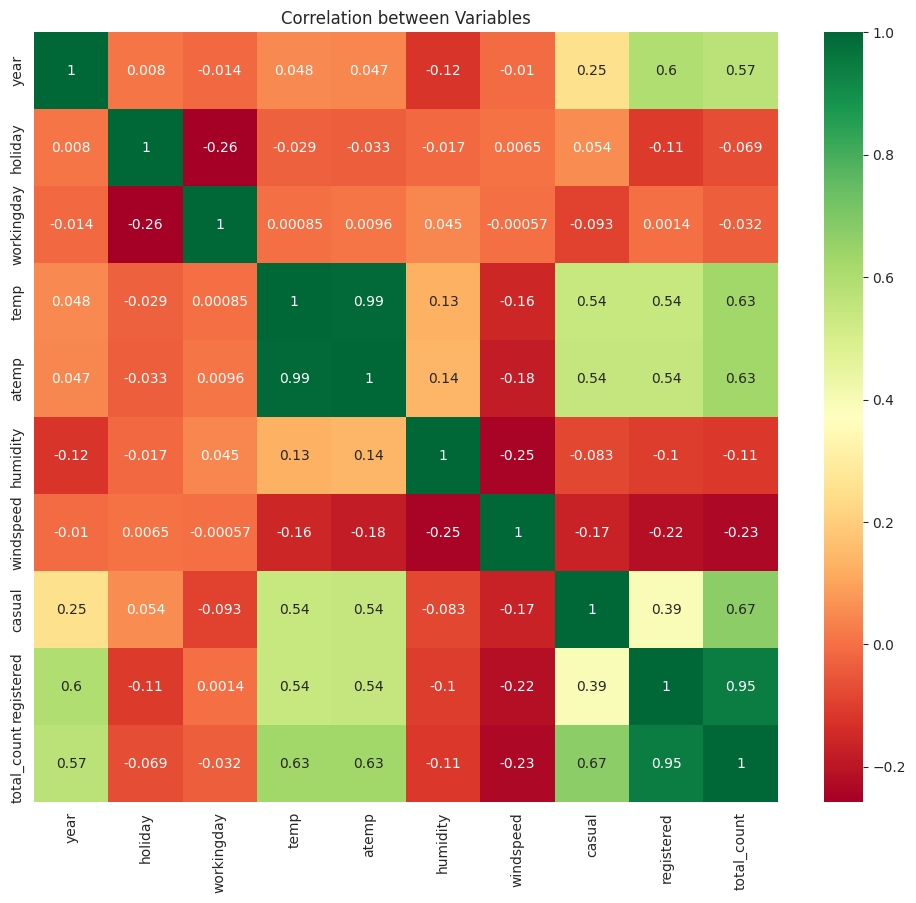 Correlation between Variables
year 1 0.008 -0.014 0.048 0.047 -0.12 -0.01 0.25 0.6 0.57
holiday 0.008 1 -0.26 -0.029 -0.033 -0.017 0.0065 0.054 -0.11 -0.069
workingday -0.014 -0.26 1 0.00085 0.0096 0.045 -0.00057 -0.093 0.0014 -0.032
temp 0.048 -0.029 0.00085 1 0.99 0.13 -0.16 0.54 0.54 0.63
atemp 0.047 -0.033 0.0096 0.99 1 0.14 -0.18 0.54 0.54 0.63
humidity -0.12 -0.017 0.045 0.13 0.14 1 -0.25 -0.083 -0.1 -0.11
windspeed -0.01 0.0065 -0.00057 -0.16 -0.18 -0.25 1 -0.17 -0.22 -0.23
casual 0.25 0.054 -0.093 0.54 0.54 -0.083 -0.17 1 0.39 0.67
registered 0.6 -0.11 0.0014 0.54 0.54 -0.1 -0.22 0.39 1 0.95
total_count 0.57 -0.069 -0.032 0.63 0.63 -0.11 -0.23 0.67 0.95 1
year holiday workingday temp atemp humidity windspeed casual registered total_count
1.0
0.8
0.6
0.4
0.2
0.0
−0.2